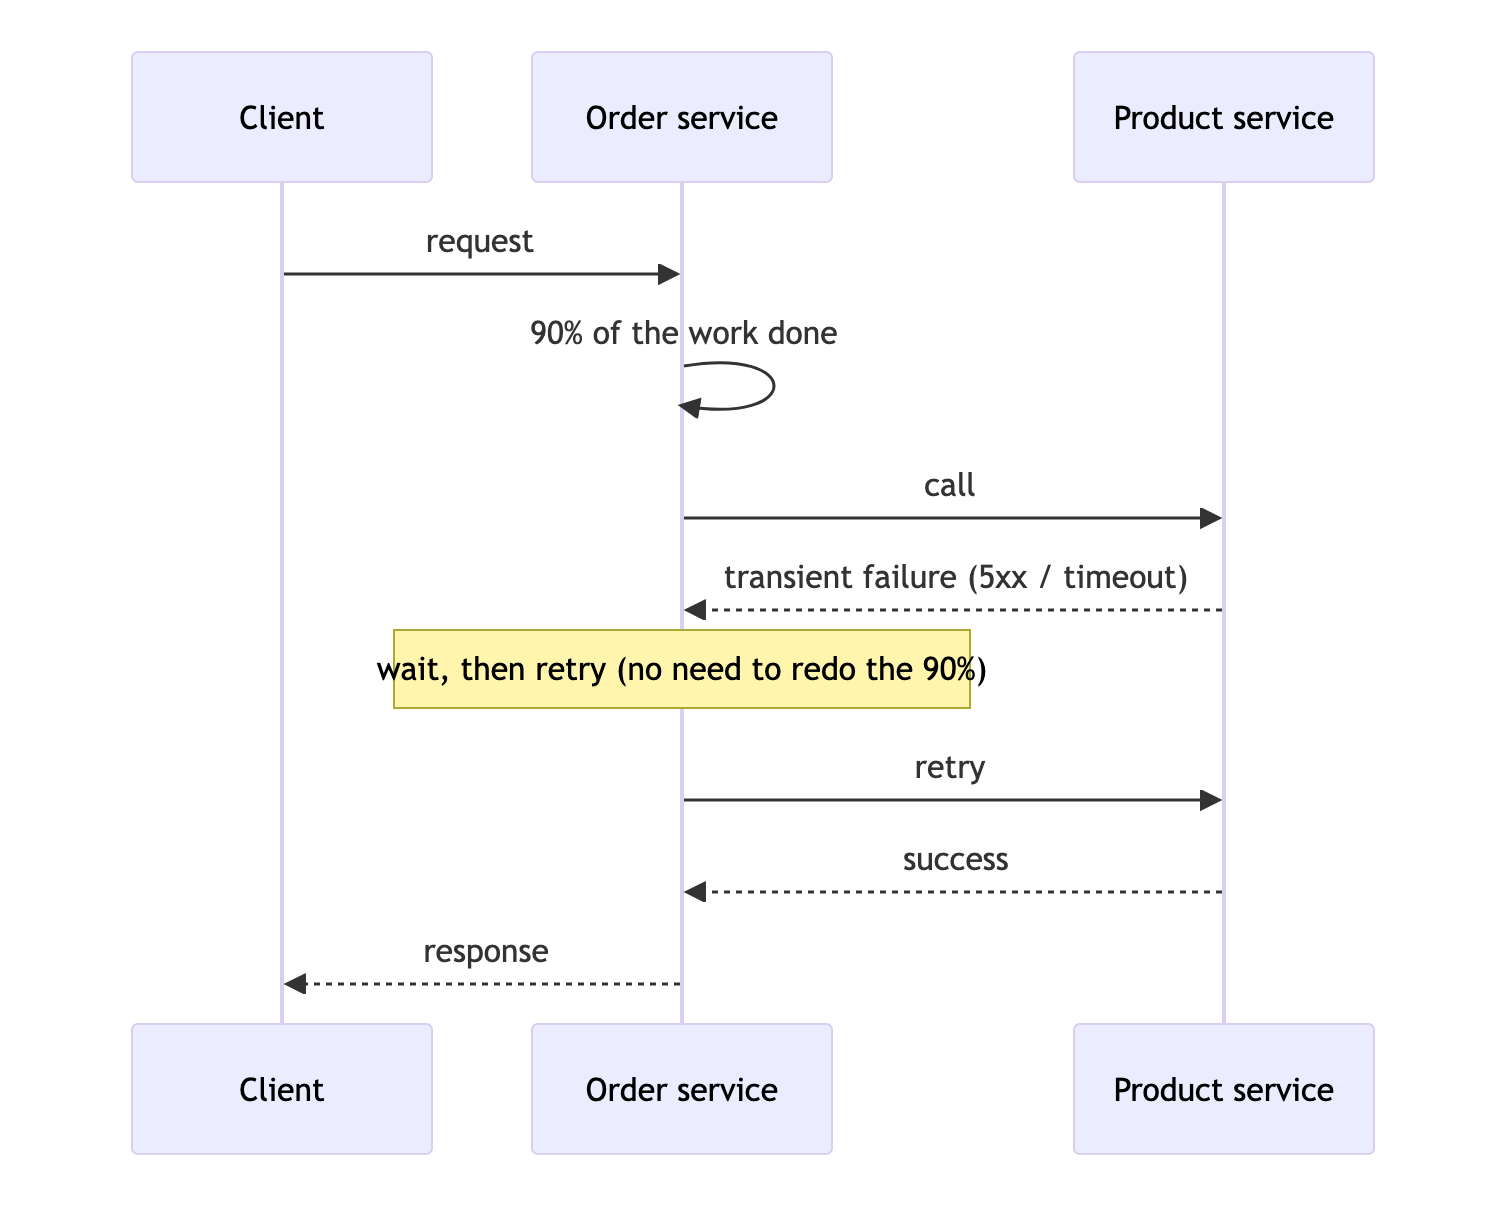 Client
Order service
Product service
request
90% of the work done
call
transient failure (5xx / timeout)
wait, then retry (no need to redo the 90%)
retry
success
response
Client
Order service
Product service